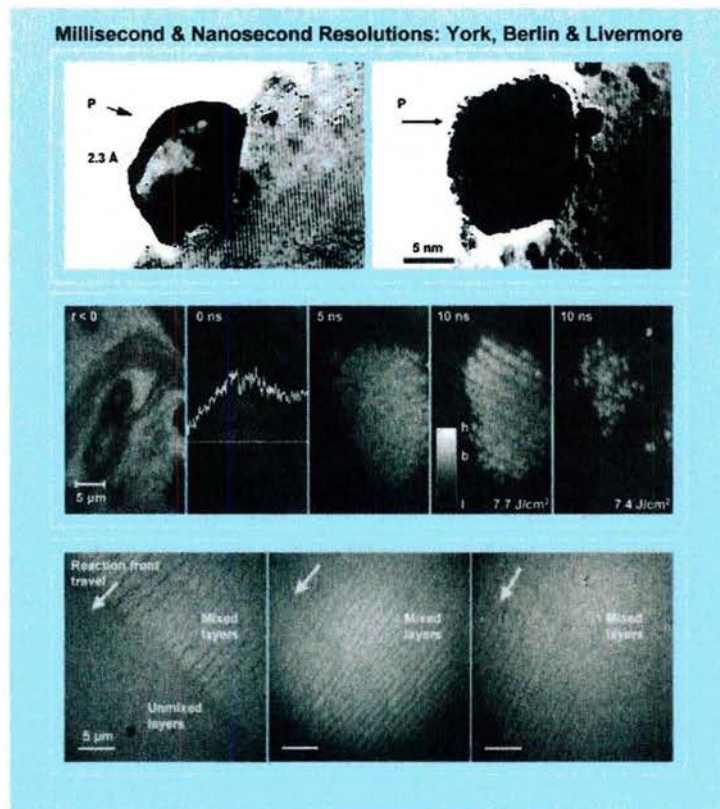 Millisecond & Nanosecond Resolutions: York, Berlin & Livermore
P
2.3 Å
P
5 nm
t < 0
0 ns
5 ns
10 ns
10 ns
5 µm
h
b
l
7.7 J/cm²
s
7.4 J/cm²
Reaction front
travel
Mixed
layers
Unmixed
layers
5 µm
Mixed
layers
Mixed
layers